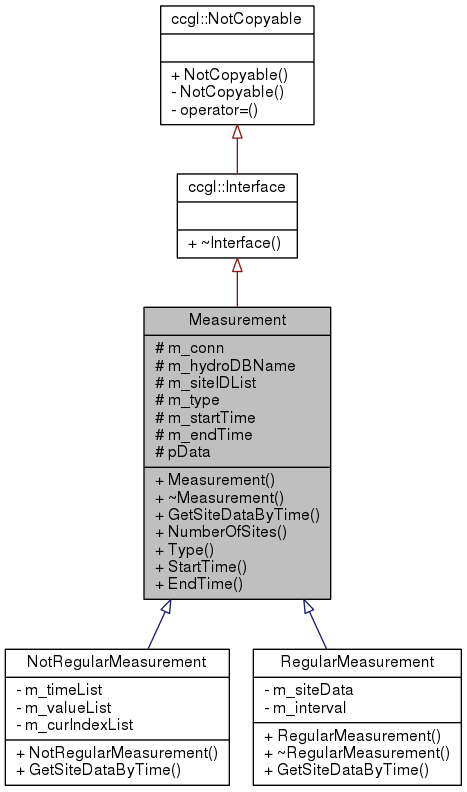 ccgl::NotCopyable
+ NotCopyable()
- NotCopyable()
- operator=()
ccgl::Interface
+ ~Interface()
Measurement
# m_conn
# m_hydroDBName
# m_siteIDList
# m_type
# m_startTime
# m_endTime
# pData
+ Measurement()
+ ~Measurement()
+ GetSiteDataByTime()
+ NumberOfSites()
+ Type()
+ StartTime()
+ EndTime()
NotRegularMeasurement
- m_timeList
- m_valueList
- m_curIndexList
+ NotRegularMeasurement()
+ GetSiteDataByTime()
RegularMeasurement
- m_siteData
- m_interval
+ RegularMeasurement()
+ ~RegularMeasurement()
+ GetSiteDataByTime()